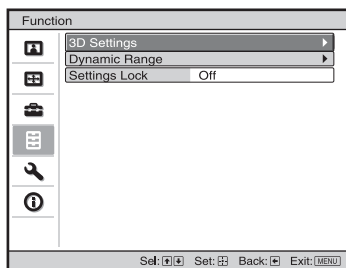 Function
3D Settings
Dynamic Range
Settings Lock Off
Sel: Set: Back: Exit: MENU